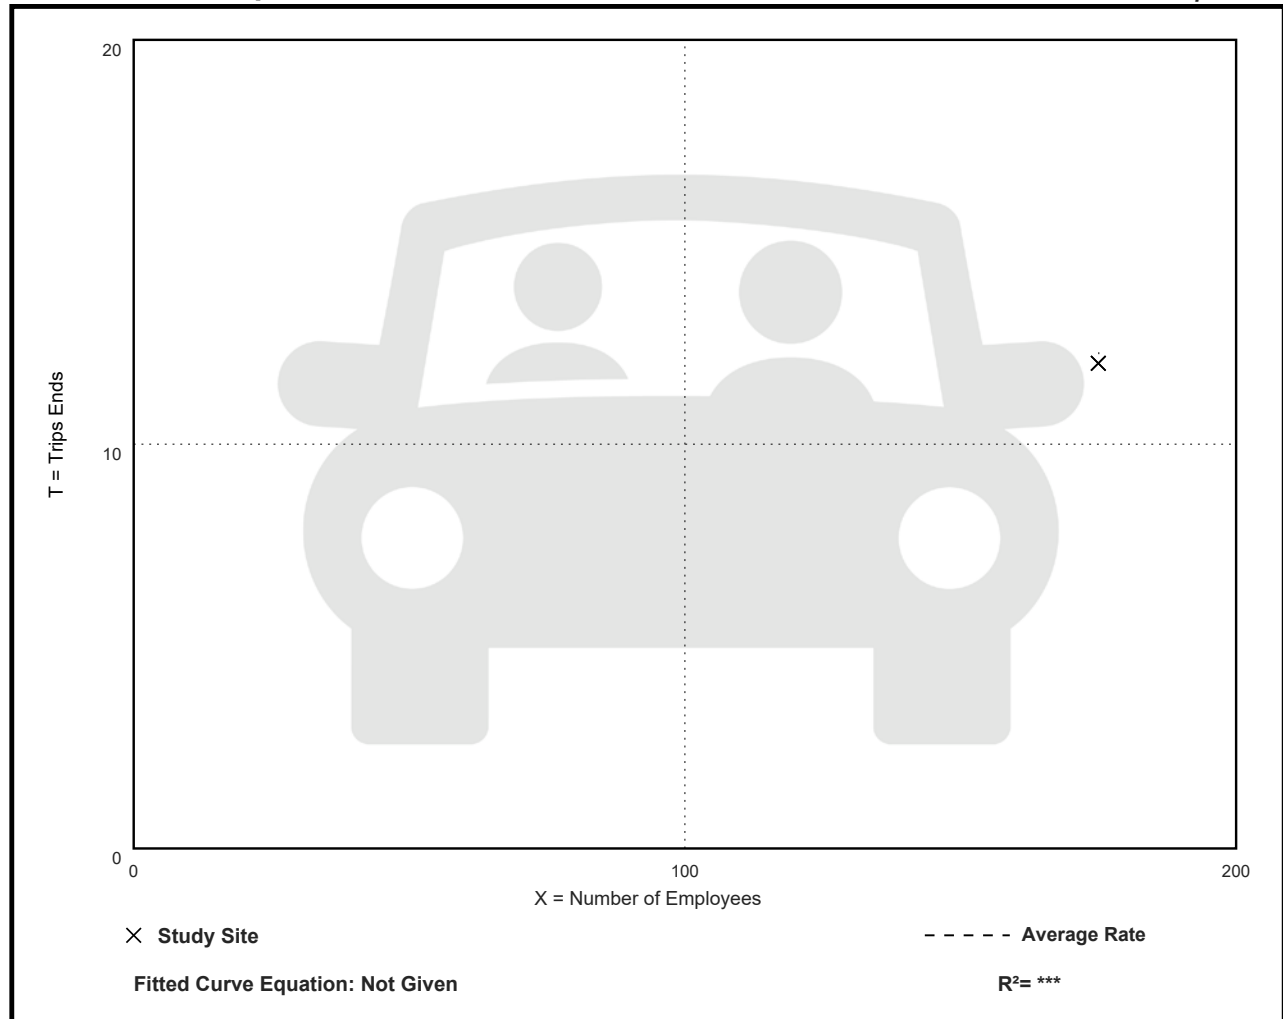 20
T = Trips Ends
10
0
0 100 200
X = Number of Employees
Study Site
Average Rate
Fitted Curve Equation: Not Given
R²= ***